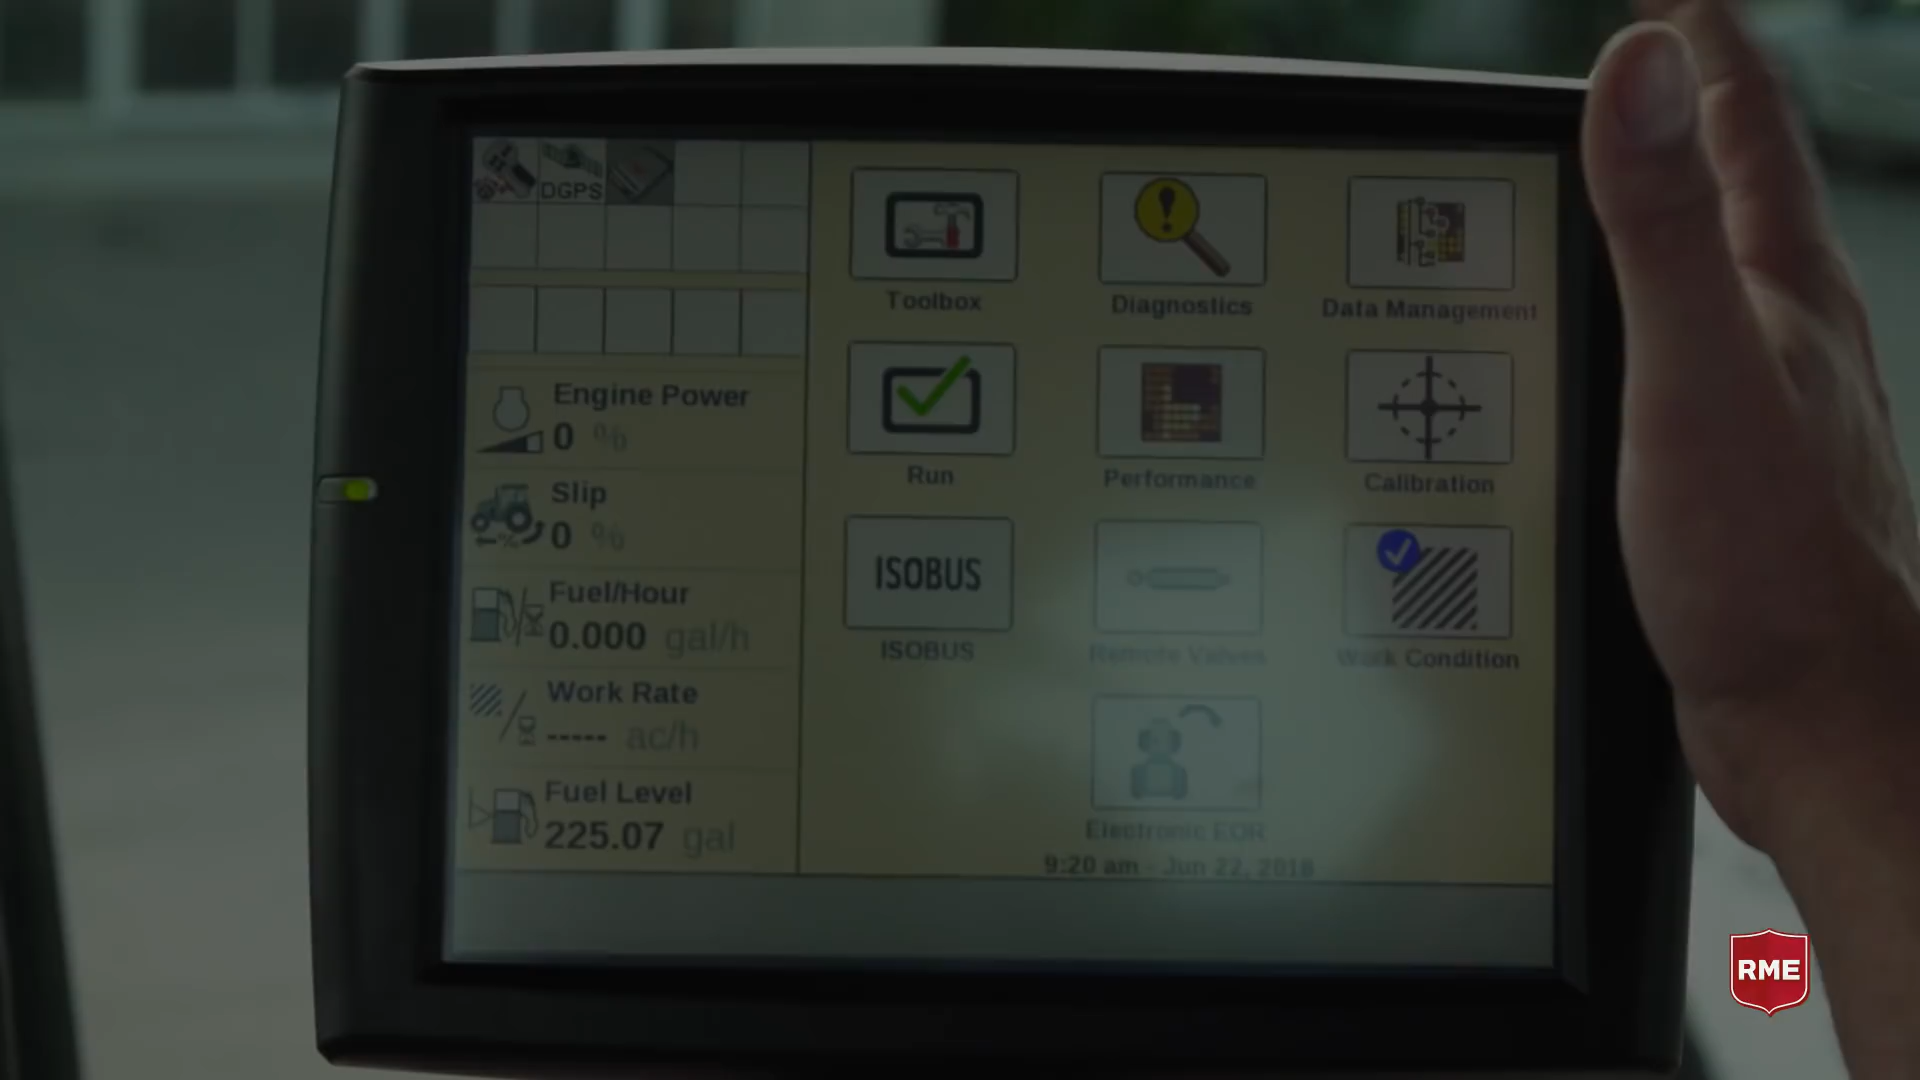 DGPS
Engine Power
0 %
Slip
0 %
Fuel/Hour
0.000 gal/h
Work Rate
----- ac/h
Fuel Level
225.07 gal
Toolbox
Diagnostics
Data Management
Run
Performance
Calibration
ISOBUS
ISOBUS
Remote Valves
Work Condition
Electronic EOR
9:20 am - Jun 22, 2018
RME